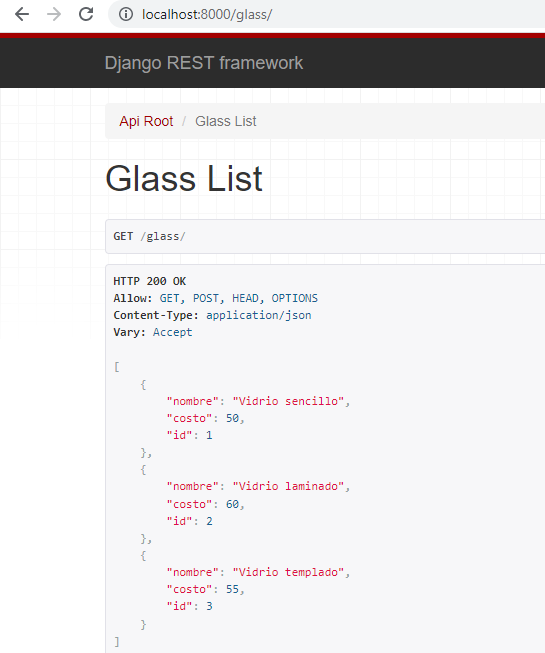 localhost:8000/glass/
Django REST framework
Api Root / Glass List
Glass List
GET /glass/
HTTP 200 OK
Allow: GET, POST, HEAD, OPTIONS
Content-Type: application/json
Vary: Accept
[
    {
        "nombre": "Vidrio sencillo",
        "costo": 50,
        "id": 1
    },
    {
        "nombre": "Vidrio laminado",
        "costo": 60,
        "id": 2
    },
    {
        "nombre": "Vidrio templado",
        "costo": 55,
        "id": 3
    }
]